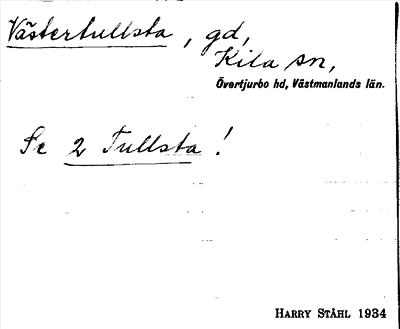 Västertullsta, gd,
Kila sn,
Övertjurbo hd, Västmanlands län.
Se 2 Tullsta!
HARRY STÅHL 1934